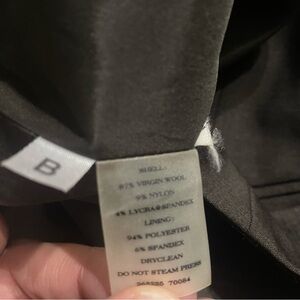 B
SHELL:
87% VIRGIN WOOL
9% NYLON
4% LYCRA®SPANDEX
LINING:
94% POLYESTER
6% SPANDEX
DRYCLEAN
DO NOT STEAM PRESS
70084